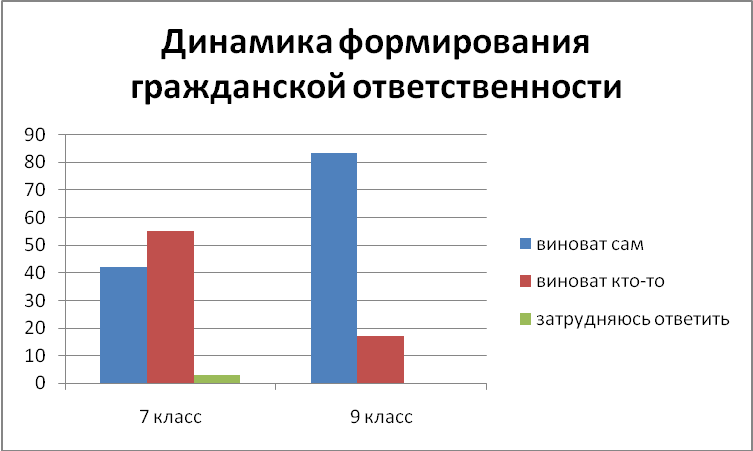 Динамика формирования
гражданской ответственности
90
80
70
60
50
40
30
20
10
0
7 класс
9 класс
виноват сам
виноват кто-то
затрудняюсь ответить